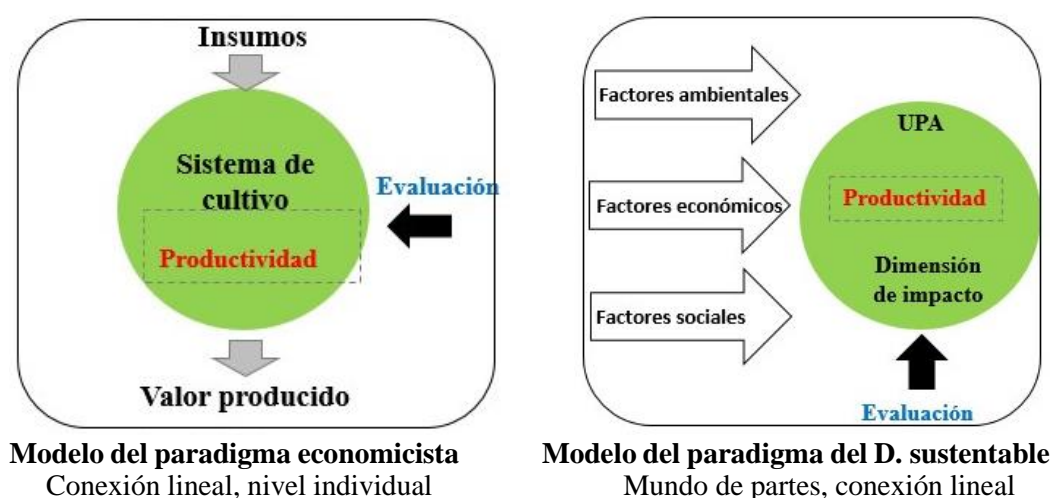 Insumos
Sistema de
cultivo
Productividad
Evaluación
Valor producido
Modelo del paradigma economicista
Conexión lineal, nivel individual
Factores ambientales
Factores económicos
Factores sociales
UPA
Productividad
Dimensión
de impacto
Evaluación
Modelo del paradigma del D. sustentable
Mundo de partes, conexión lineal